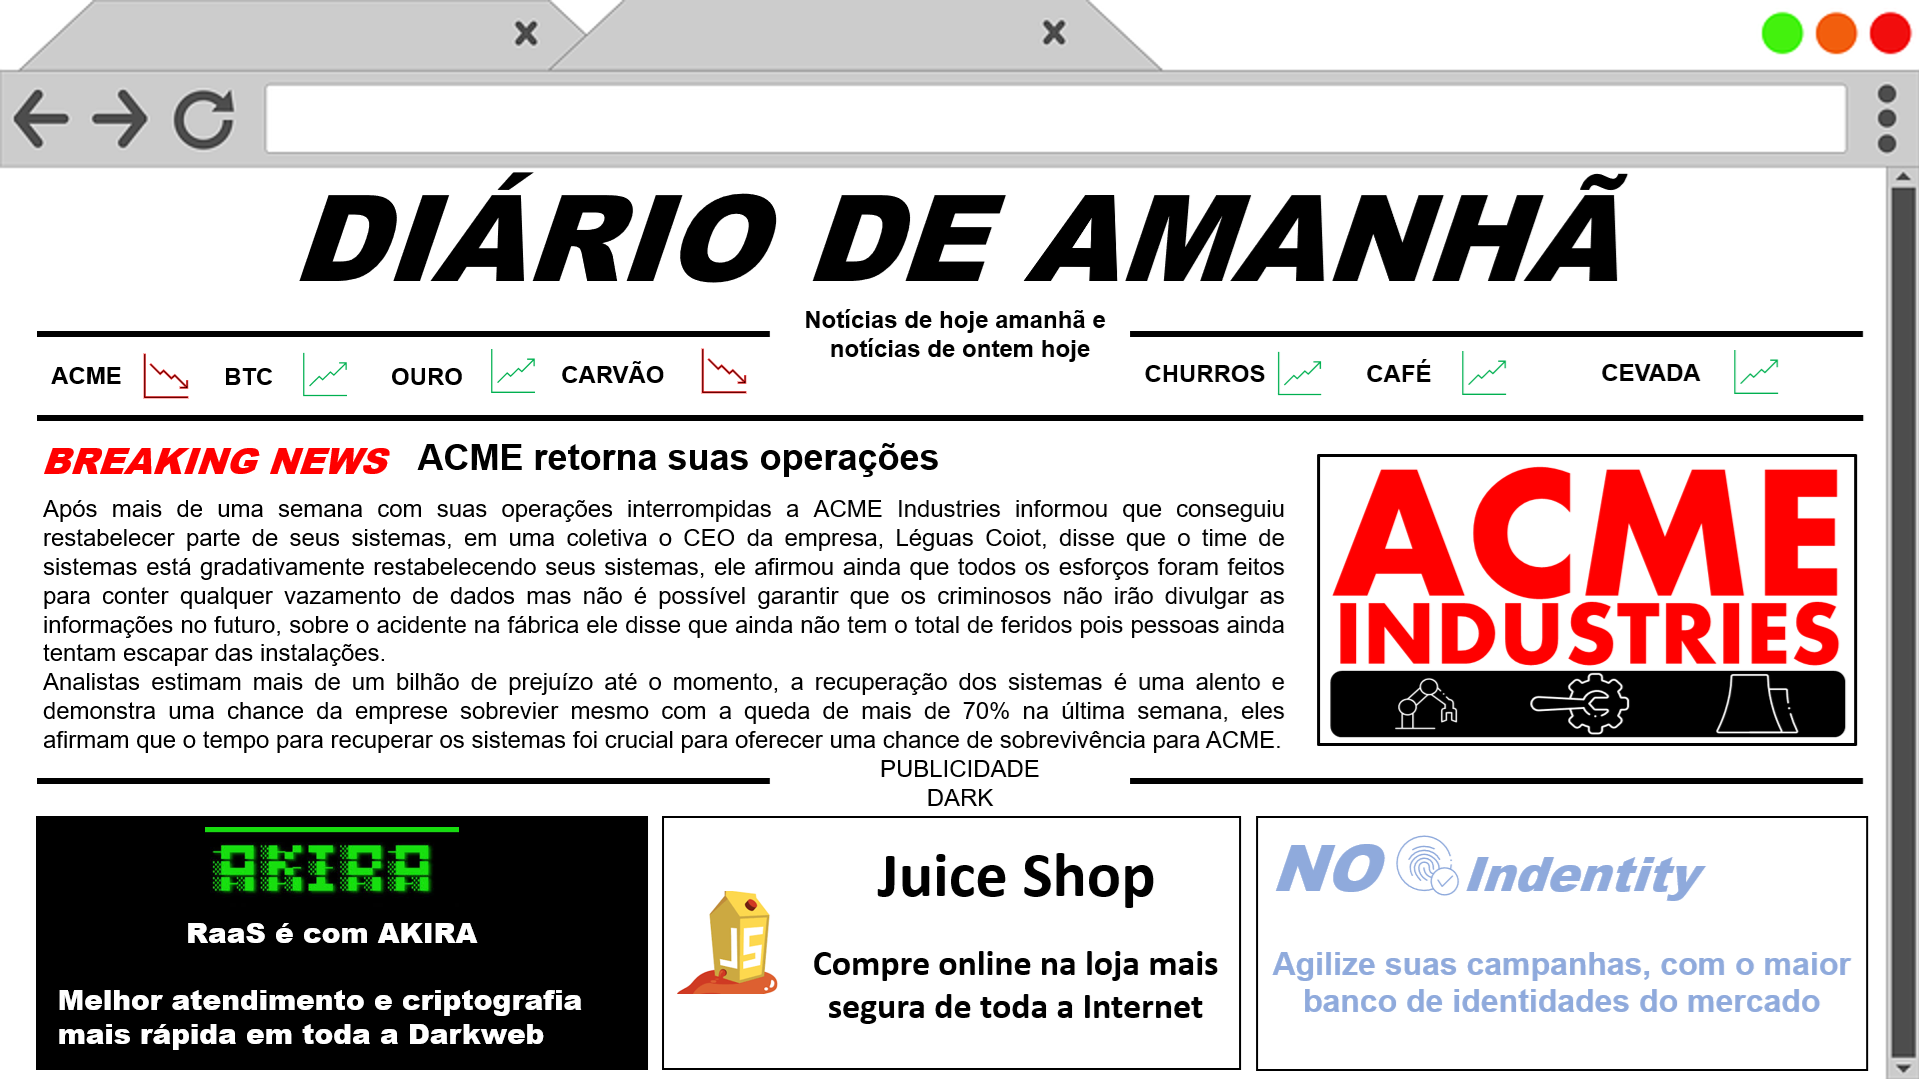 DIÁRIO DE AMANHÃ
Notícias de hoje amanhã e
notícias de ontem hoje
ACME BTC OURO CARVÃO CHURROS CAFÉ CEVADA
BREAKING NEWS ACME retorna suas operações
Após mais de uma semana com suas operações interrompidas a ACME Industries informou que conseguiu
restabelecer parte de seus sistemas, em uma coletiva o CEO da empresa, Léguas Coiot, disse que o time de
sistemas está gradativamente restabelecendo seus sistemas, ele afirmou ainda que todos os esforços foram feitos
para conter qualquer vazamento de dados mas não é possível garantir que os criminosos não irão divulgar as
informações no futuro, sobre o acidente na fábrica ele disse que ainda não tem o total de feridos pois pessoas ainda
tentam escapar das instalações.
Analistas estimam mais de um bilhão de prejuízo até o momento, a recuperação dos sistemas é uma alento e
demonstra uma chance da emprese sobrevier mesmo com a queda de mais de 70% na última semana, eles
afirmam que o tempo para recuperar os sistemas foi crucial para oferecer uma chance de sobrevivência para ACME.
ACME
INDUSTRIES
PUBLICIDADE
DARK
AKIRA
RaaS é com AKIRA
Melhor atendimento e criptografia
mais rápida em toda a Darkweb
JS
Juice Shop
Compre online na loja mais
segura de toda a Internet
NO Indentity
Agilize suas campanhas, com o maior
banco de identidades do mercado